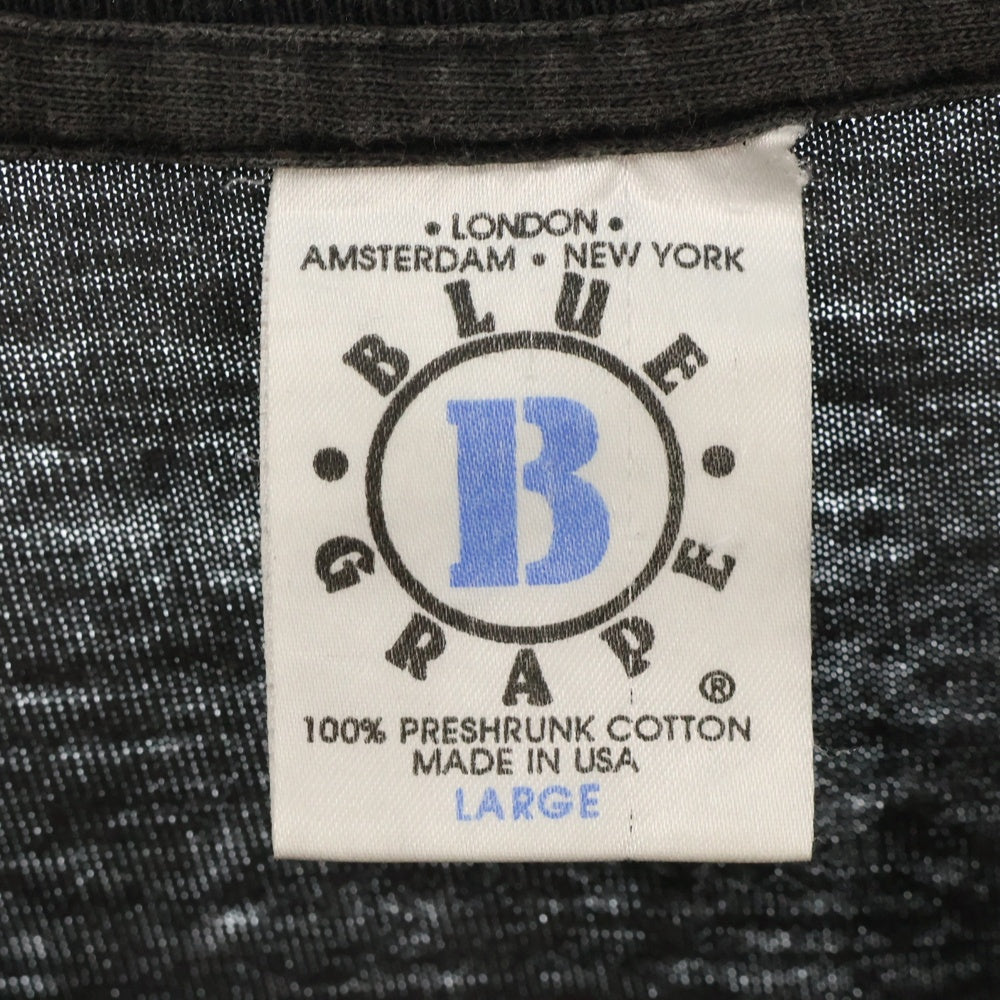 • LONDON •
AMSTERDAM • NEW YORK
BLUE
B
• GRAPE •
®
100% PRESHRUNK COTTON
MADE IN USA
LARGE